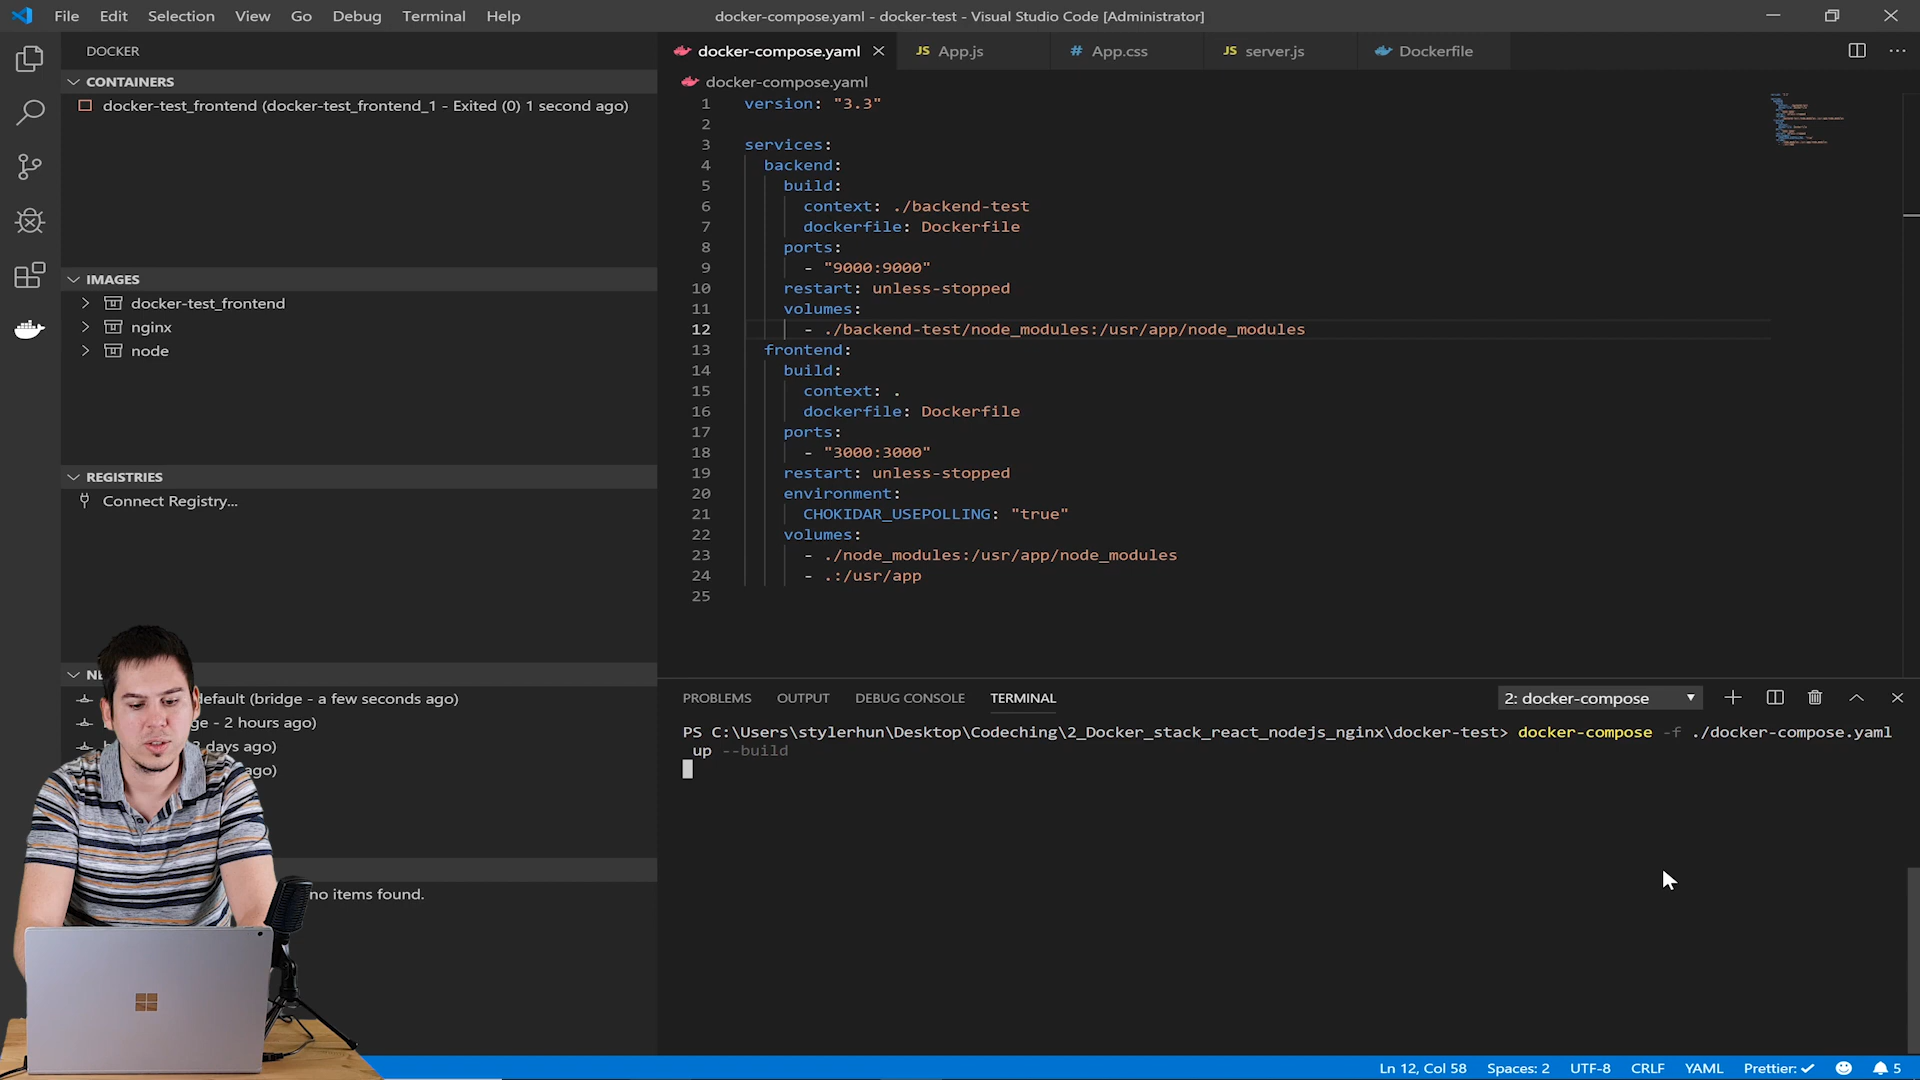 File Edit Selection View Go Debug Terminal Help
docker-compose.yaml - docker-test - Visual Studio Code [Administrator]
DOCKER
CONTAINERS
docker-test_frontend (docker-test_frontend_1 - Exited (0) 1 second ago)
IMAGES
docker-test_frontend
nginx
node
REGISTRIES
Connect Registry...
NE
default (bridge - a few seconds ago)
ge - 2 hours ago)
days ago)
ago)
no items found.
docker-compose.yaml App.js App.css server.js Dockerfile
docker-compose.yaml
1 version: "3.3"
2
3 services:
4 backend:
5 build:
6 context: ./backend-test
7 dockerfile: Dockerfile
8 ports:
9 - "9000:9000"
10 restart: unless-stopped
11 volumes:
12 - ./backend-test/node_modules:/usr/app/node_modules
13 frontend:
14 build:
15 context: .
16 dockerfile: Dockerfile
17 ports:
18 - "3000:3000"
19 restart: unless-stopped
20 environment:
21 CHOKIDAR_USEPOLLING: "true"
22 volumes:
23 - ./node_modules:/usr/app/node_modules
24 - .:/usr/app
25
PROBLEMS OUTPUT DEBUG CONSOLE TERMINAL
2: docker-compose
PS C:\Users\stylerhun\Desktop\Codeching\2_Docker_stack_react_nodejs_nginx\docker-test> docker-compose -f ./docker-compose.yaml
up --build
Ln 12, Col 58 Spaces: 2 UTF-8 CRLF YAML Prettier: ✓ 5